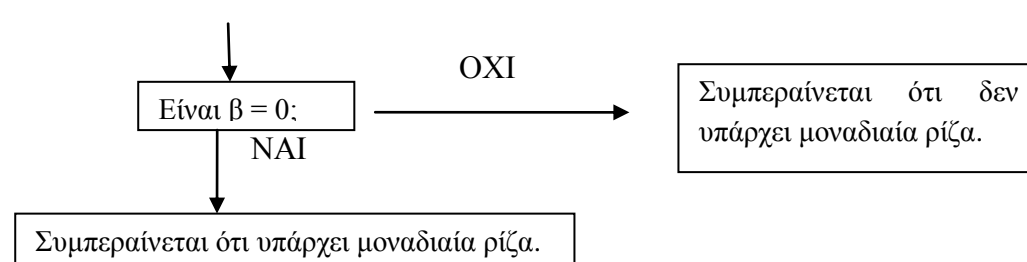 ΟΧΙ
Είναι β = 0;
Συμπεραίνεται ότι δεν
υπάρχει μοναδιαία ρίζα.
ΝΑΙ
Συμπεραίνεται ότι υπάρχει μοναδιαία ρίζα.